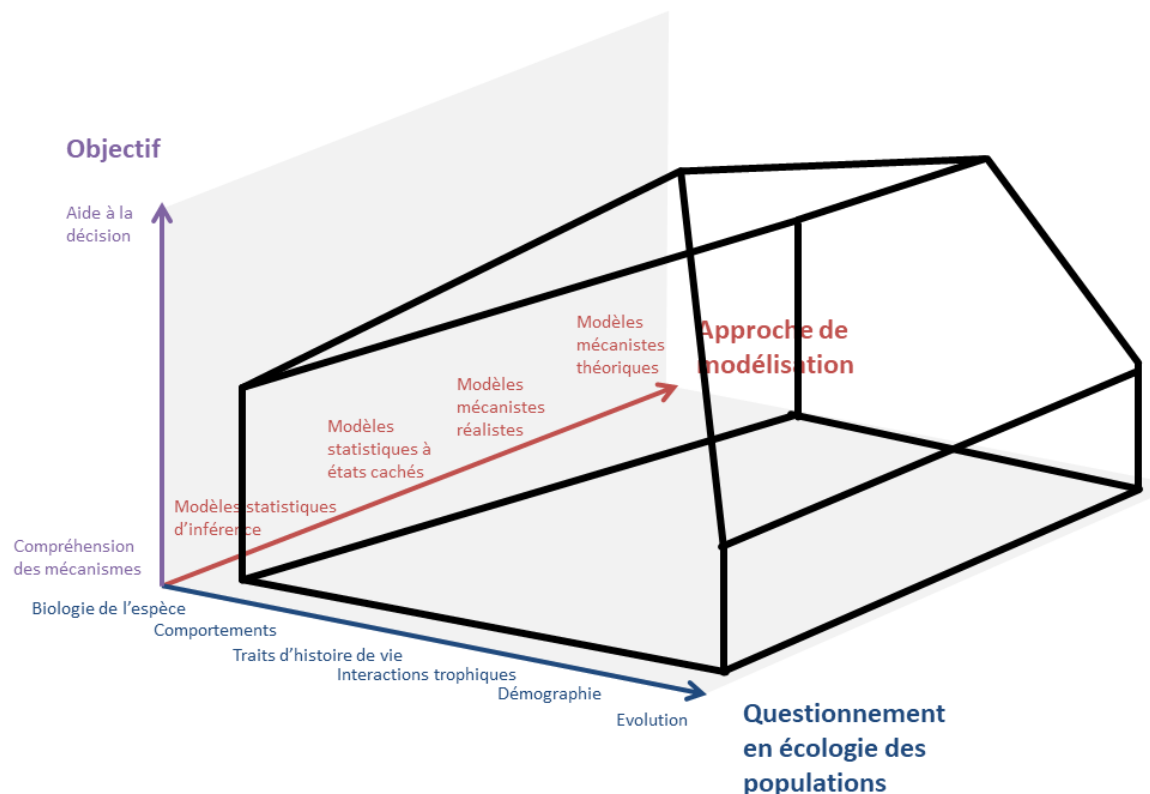 Objectif
Aide à la
décision
Modèles
mécanistes
théoriques
Approche de
modélisation
Modèles
mécanistes
réalistes
Modèles
statistiques à
états cachés
Modèles statistiques
d’inférence
Compréhension
des mécanismes
Biologie de l’espèce
Comportements
Traits d’histoire de vie
Interactions trophiques
Démographie
Evolution
Questionnement
en écologie des
populations